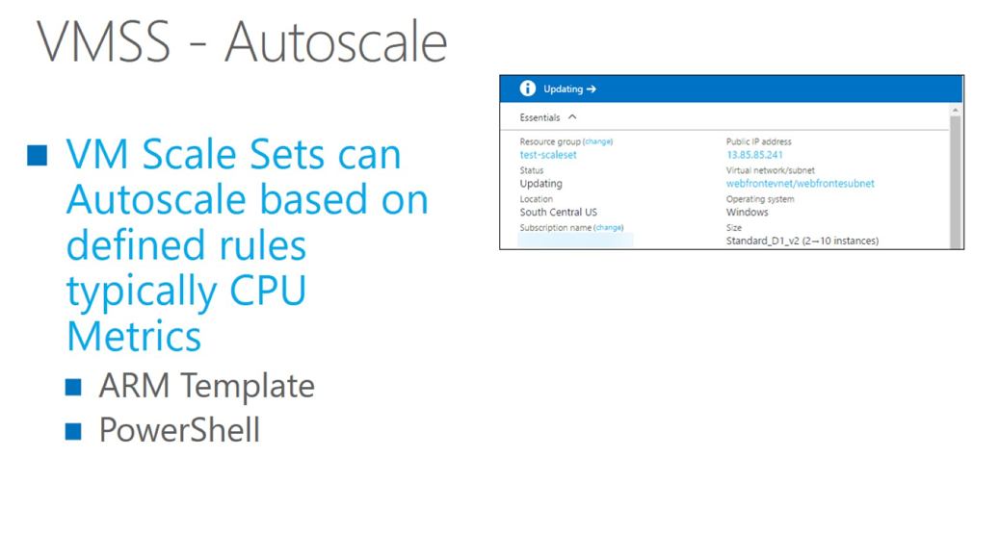 VMSS - Autoscale
VM Scale Sets can
Autoscale based on
defined rules
typically CPU
Metrics
ARM Template
PowerShell
Updating →
Essentials
Resource group (change)
test-scaleset
Status
Updating
Location
South Central US
Subscription name (change)
Public IP address
13.85.85.241
Virtual network/subnet
webfrontevnet/webfrontesubnet
Operating system
Windows
Size
Standard_D1_v2 (2→10 instances)